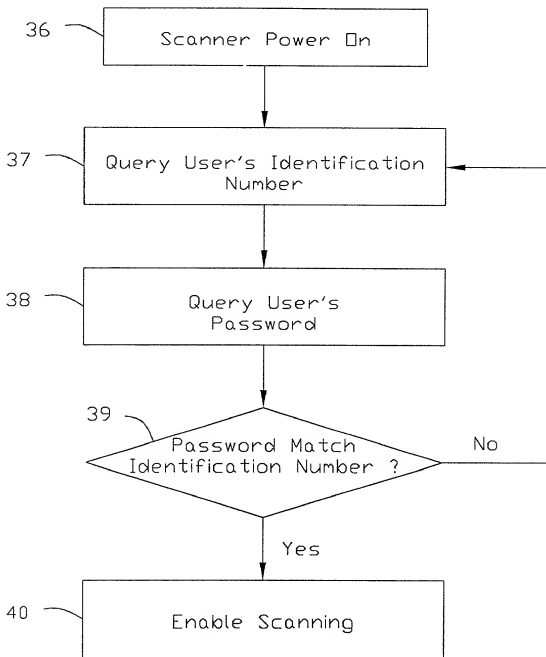 36
Scanner Power On
37
Query User's Identification
Number
38
Query User's
Password
39
Password Match
Identification Number ?
No
Yes
40
Enable Scanning